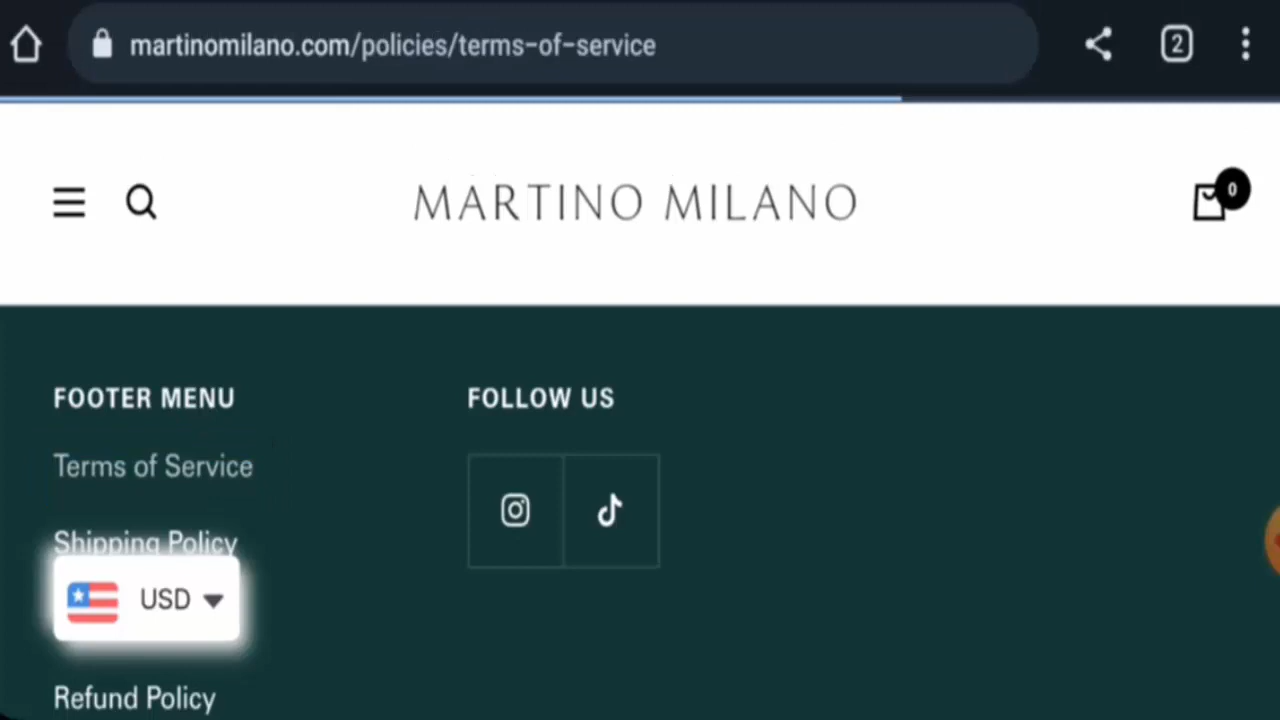 martinomilano.com/policies/terms-of-service
2
MARTINO MILANO
0
FOOTER MENU
FOLLOW US
Terms of Service
Shipping Policy
USD
Refund Policy